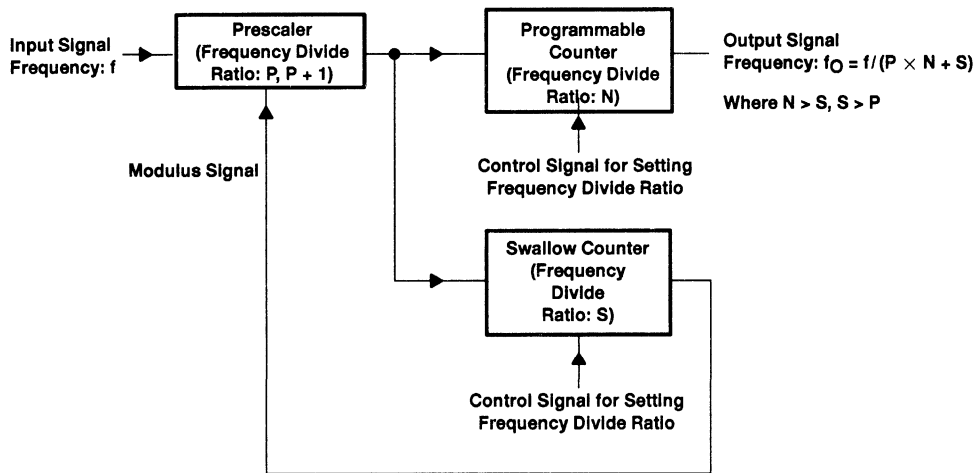 Input Signal
Frequency: f
Prescaler
(Frequency Divide
Ratio: P, P + 1)
Programmable
Counter
(Frequency Divide
Ratio: N)
Output Signal
Frequency: fO = f/(P × N + S)
Where N > S, S > P
Modulus Signal
Control Signal for Setting
Frequency Divide Ratio
Swallow Counter
(Frequency
Divide
Ratio: S)
Control Signal for Setting
Frequency Divide Ratio